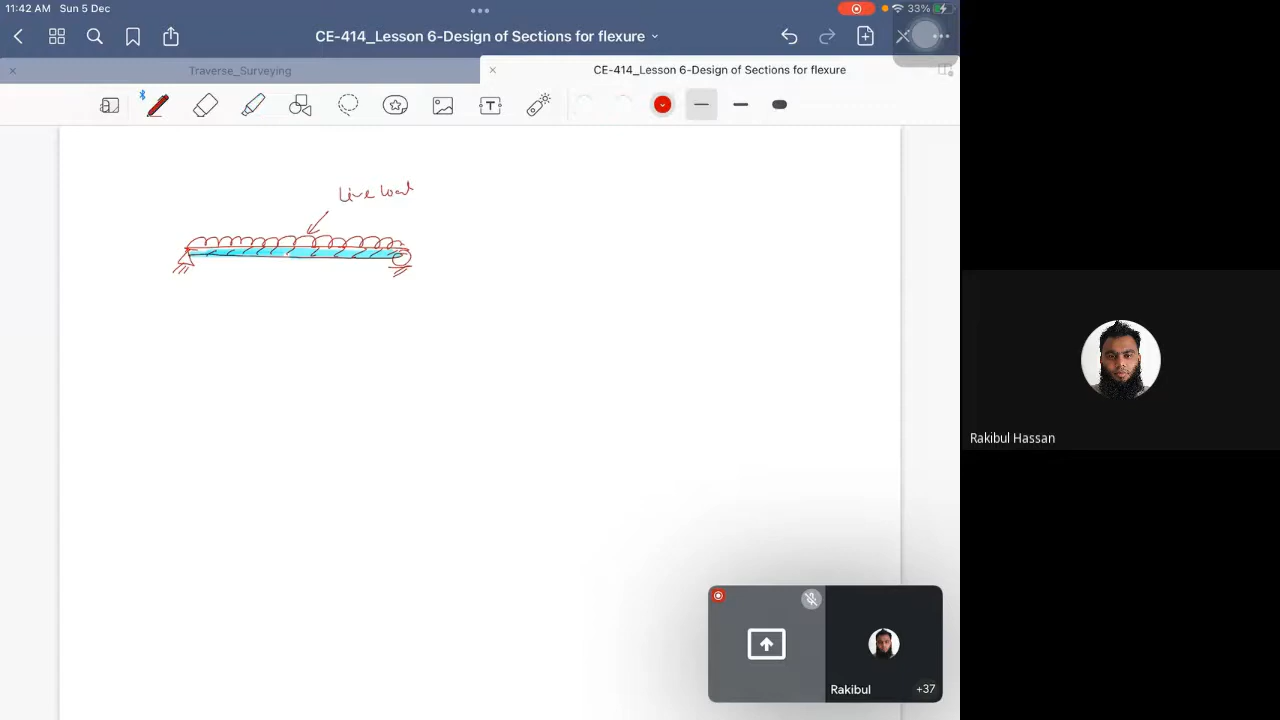 11:42 AM Sun 5 Dec
33%
CE-414_Lesson 6-Design of Sections for flexure
Traverse_Surveying
CE-414_Lesson 6-Design of Sections for flexure
T
Live load
Rakibul Hassan
Rakibul
+37